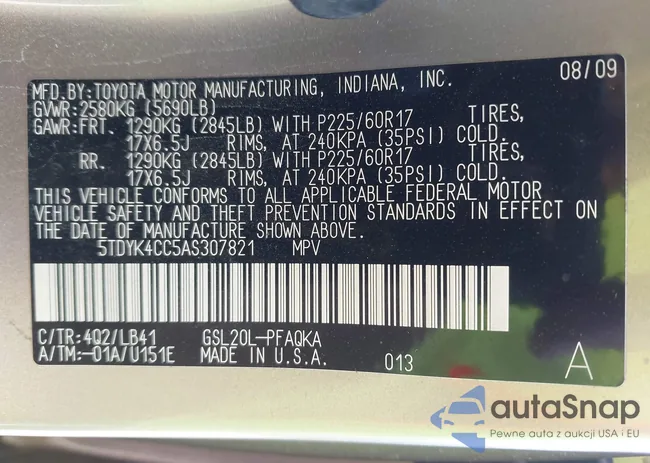 MFD.BY:TOYOTA MOTOR MANUFACTURING, INDIANA, INC. 08/09
GVWR:2580KG (5690LB)
GAWR:FRT. 1290KG (2845LB) WITH P225/60R17 TIRES,
17X6.5J RIMS, AT 240KPA (35PSI) COLD.
RR. 1290KG (2845LB) WITH P225/60R17 TIRES,
17X6.5J RIMS, AT 240KPA (35PSI) COLD.
THIS VEHICLE CONFORMS TO ALL APPLICABLE FEDERAL MOTOR
VEHICLE SAFETY AND THEFT PREVENTION STANDARDS IN EFFECT ON
THE DATE OF MANUFACTURE SHOWN ABOVE.
5TDYK4CC5AS307821 MPV
C/TR:4Q2/LB41 GSL20L-PFAQKA
A/TM:-01A/U151E MADE IN U.S.A. 013 A
autoSnap
Pewne auta z aukcji USA i EU